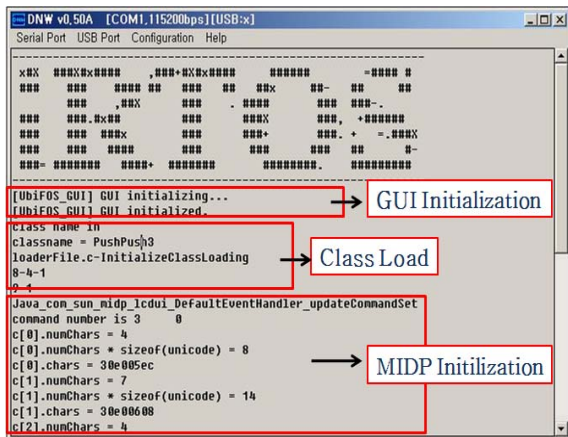 DNW v0,50A [COM1,115200bps][USB:x]
Serial Port USB Port Configuration Help
[UbiFOS_GUI] GUI initializing...
[UbiFOS_GUI] GUI initialized.
GUI Initialization
class name in
classname = PushPush3
loaderFile.c-InitializeClassLoading
8-4-1
Class Load
Java_com_sun_midp_lcdui_DefaultEventHandler_updateCommandSet
command number is 3 0
c[0].numChars = 4
c[0].numChars * sizeof(unicode) = 8
c[0].chars = 30e005ec
MIDP Initilization
c[1].numChars = 7
c[1].numChars * sizeof(unicode) = 14
c[1].chars = 30e00608
c[2].numChars = 4